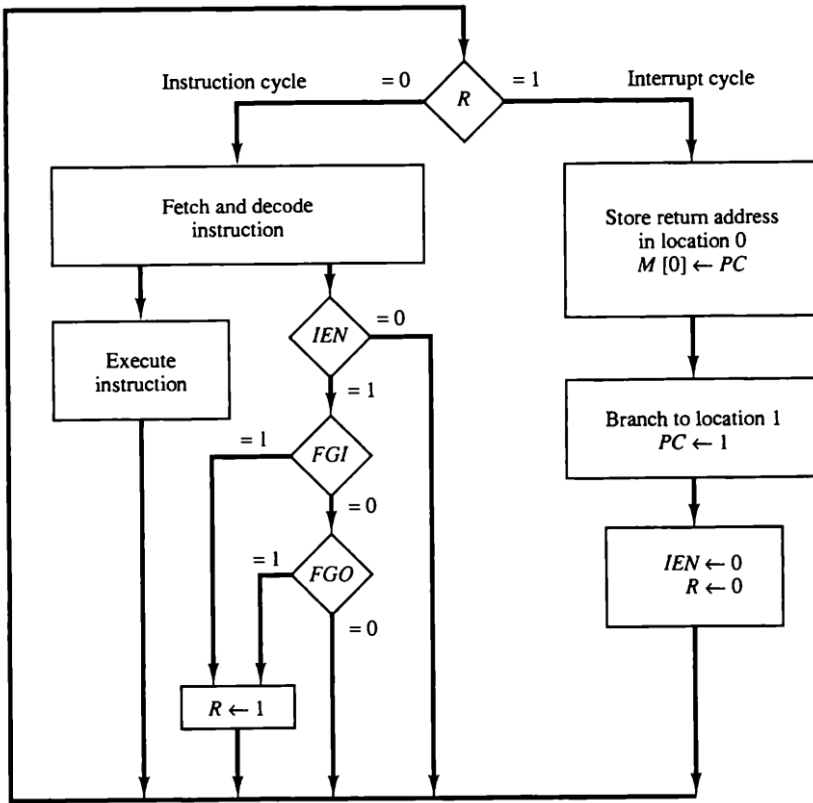 Instruction cycle
= 0
R
= 1
Interrupt cycle
Fetch and decode
instruction
Store return address
in location 0
M [0] ← PC
Execute
instruction
IEN
= 0
= 1
Branch to location 1
PC ← 1
= 1
FGI
= 0
= 1
FGO
= 0
IEN ← 0
R ← 0
R ← 1